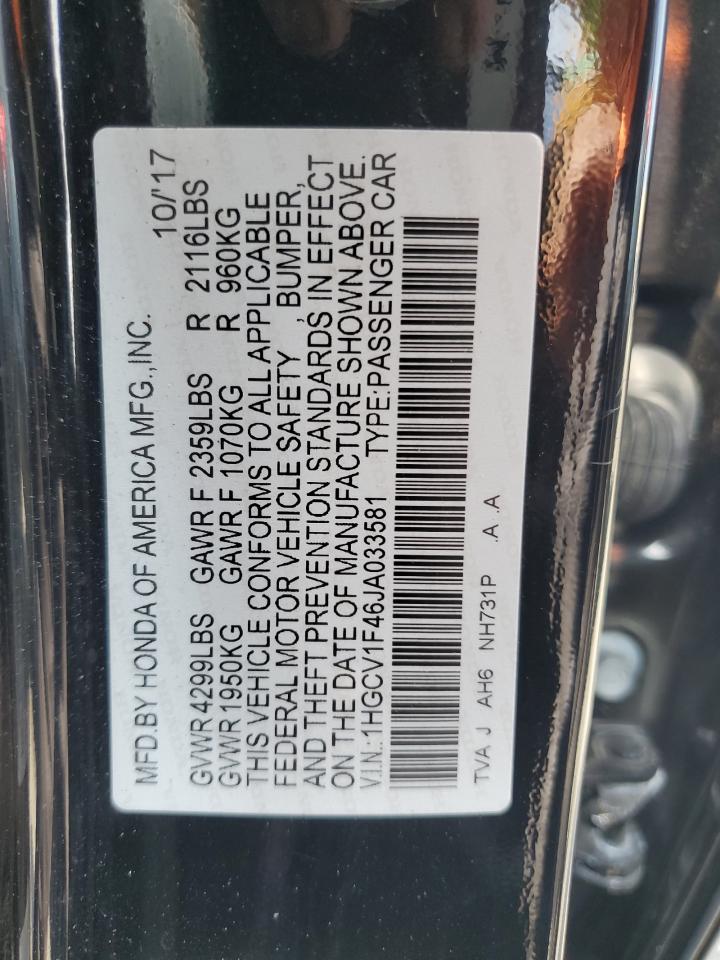 MFD.BY HONDA OF AMERICA MFG.,INC. 10/'17
GVWR 4299LBS GAWR F 2359LBS R 2116LBS
GVWR 1950KG GAWR F 1070KG R 960KG
THIS VEHICLE CONFORMS TO ALL APPLICABLE
FEDERAL MOTOR VEHICLE SAFETY , BUMPER,
AND THEFT PREVENTION STANDARDS IN EFFECT
ON THE DATE OF MANUFACTURE SHOWN ABOVE.
V.I.N.:1HGCV1F46JA033581 TYPE:PASSENGER CAR
TVA J AH6 NH731P .A .A